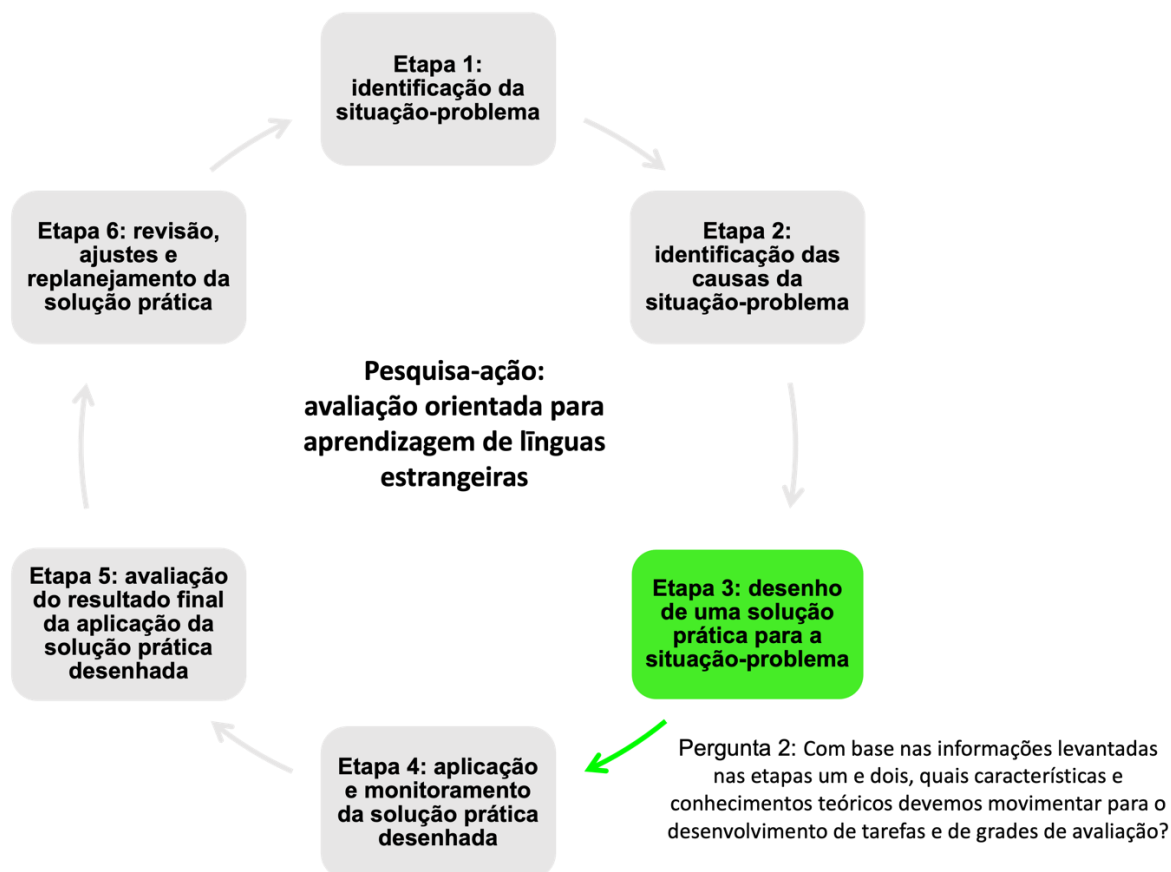 Etapa 1:
identificação da
situação-problema
Etapa 2:
identificação das
causas da
situação-problema
Etapa 3: desenho
de uma solução
prática para a
situação-problema
Pergunta 2: Com base nas informações levantadas
nas etapas um e dois, quais características e
conhecimentos teóricos devemos movimentar para o
desenvolvimento de tarefas e de grades de avaliação?
Etapa 4: aplicação
e monitoramento
da solução prática
desenhada
Etapa 5: avaliação
do resultado final
da aplicação da
solução prática
desenhada
Etapa 6: revisão,
ajustes e
replanejamento da
solução prática
Pesquisa-ação:
avaliação orientada para
aprendizagem de línguas
estrangeiras